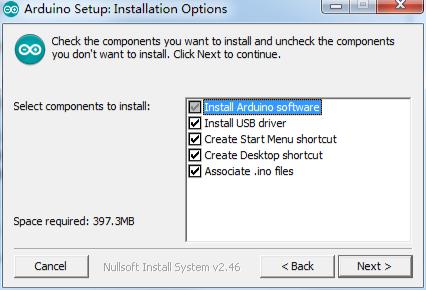 Arduino Setup: Installation Options
Check the components you want to install and uncheck the components
you don't want to install. Click Next to continue.
Select components to install:
Install Arduino software
Install USB driver
Create Start Menu shortcut
Create Desktop shortcut
Associate .ino files
Space required: 397.3MB
Cancel
Nullsoft Install System v2.46
< Back
Next >